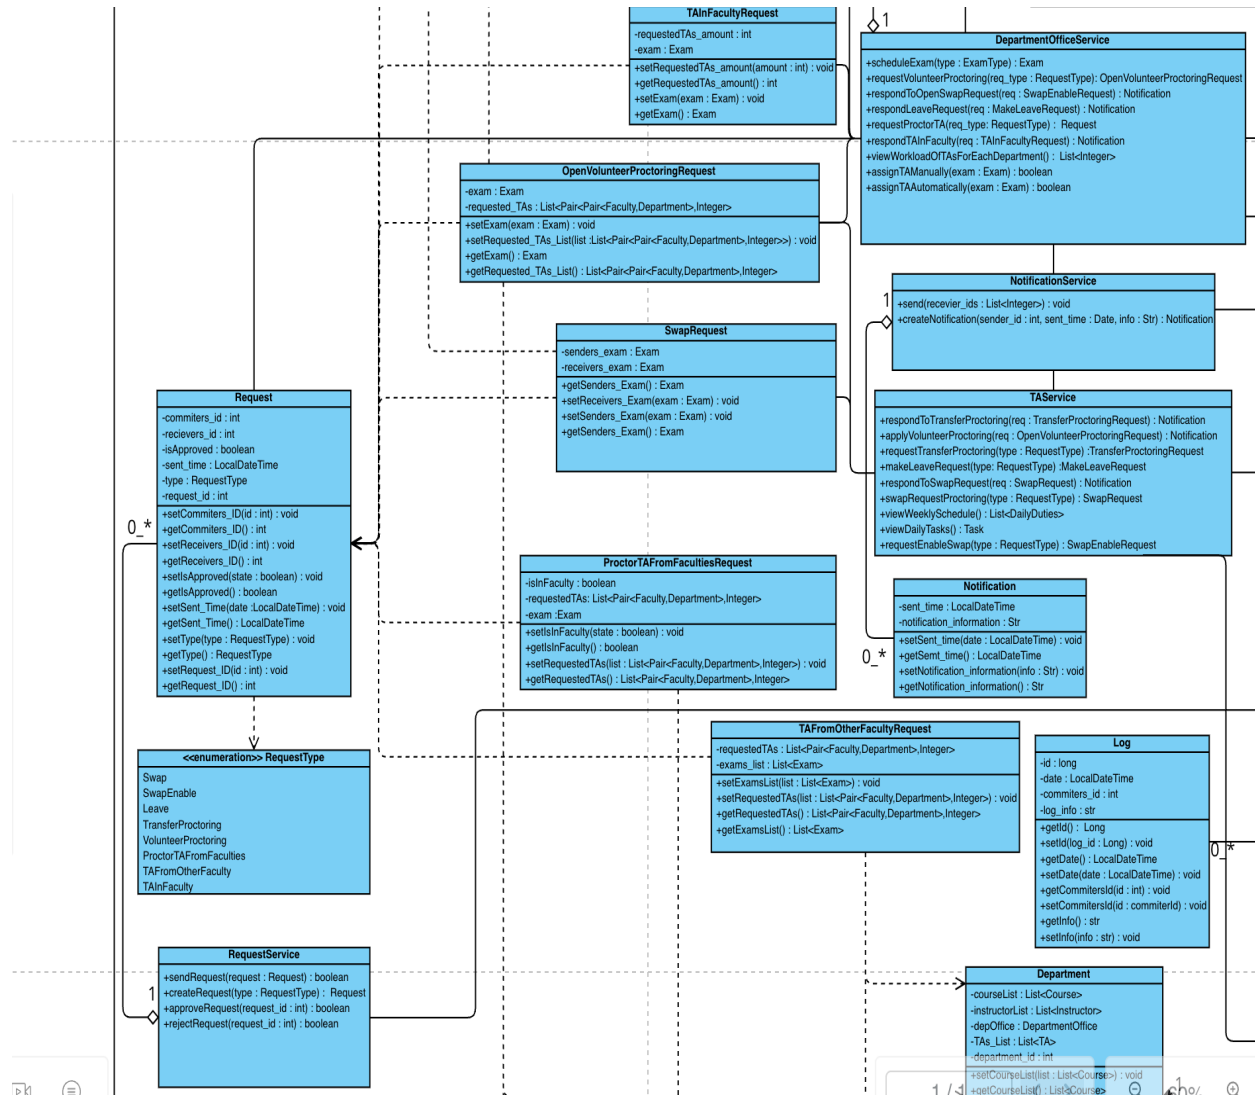 TAInFacultyRequest
-requestedTAs_amount : int
-exam : Exam
+setRequestedTAs_amount(amount : int) : void
+getRequestedTAs_amount() : int
+setExam(exam : Exam) : void
+getExam() : Exam
1
DepartmentOfficeService
+scheduleExam(type : ExamType) : Exam
+requestVolunteerProctoring(req_type : RequestType): OpenVolunteerProctoringRequest
+respondToOpenSwapRequest(req : SwapEnableRequest) : Notification
+respondLeaveRequest(req : MakeLeaveRequest) : Notification
+requestProctorTA(req_type: RequestType) : Request
+respondTAInFaculty(req : TAInFacultyRequest) : Notification
+viewWorkloadOfTAsForEachDepartment() : List<Integer>
+assignTAManually(exam : Exam) : boolean
+assignTAAutomatically(exam : Exam) : boolean
OpenVolunteerProctoringRequest
-exam : Exam
-requested_TAs : List<Pair<Pair<Faculty,Department>,Integer>
+setExam(exam : Exam) : void
+setRequested_TAs_List(list :List<Pair<Pair<Faculty,Department>,Integer>>) : void
+getExam() : Exam
+getRequested_TAs_List() : List<Pair<Pair<Faculty,Department>,Integer>
NotificationService
1
+send(recevier_ids : List<Integer>) : void
+createNotification(sender_id : int, sent_time : Date, info : Str) : Notification
SwapRequest
-senders_exam : Exam
-receivers_exam : Exam
+getSenders_Exam() : Exam
+setReceivers_Exam(exam : Exam) : void
+setSenders_Exam(exam : Exam) : void
+getSenders_Exam() : Exam
Request
-commiters_id : int
-recievers_id : int
-isApproved : boolean
-sent_time : LocalDateTime
-type : RequestType
-request_id : int
+setCommiters_ID(id : int) : void
+getCommiters_ID() : int
+setReceivers_ID(id : int) : void
+getReceivers_ID() : int
+setIsApproved(state : boolean) : void
+getIsApproved() : boolean
+setSent_Time(date :LocalDateTime) : void
+getSent_Time() : LocalDateTime
+setType(type : RequestType) : void
+getType() : RequestType
+setRequest_ID(id : int) : void
+getRequest_ID() : int
0_*
TAService
+respondToTransferProctoring(req : TransferProctoringRequest) : Notification
+applyVolunteerProctoring(req : OpenVolunteerProctoringRequest) : Notification
+requestTransferProctoring(type : RequestType) :TransferProctoringRequest
+makeLeaveRequest(type: RequestType) :MakeLeaveRequest
+respondToSwapRequest(req : SwapRequest) : Notification
+swapRequestProctoring(type : RequestType) : SwapRequest
+viewWeeklySchedule() : List<DailyDuties>
+viewDailyTasks() : Task
+requestEnableSwap(type : RequestType) : SwapEnableRequest
ProctorTAFromFacultiesRequest
-isInFaculty : boolean
-requestedTAs: List<Pair<Faculty,Department>,Integer>
-exam :Exam
+setIsInFaculty(state : boolean) : void
+getIsInFaculty() : boolean
+setRequestedTAs(list : List<Pair<Faculty,Department>,Integer>) : void
+getRequestedTAs() : List<Pair<Faculty,Department>,Integer>
Notification
-sent_time : LocalDateTime
-notification_information : Str
+setSent_time(date : LocalDateTime) : void
+getSemt_time() : LocalDateTime
+setNotification_information(info : Str) : void
+getNotification_information() : Str
0_*
<<enumeration>> RequestType
Swap
SwapEnable
Leave
TransferProctoring
VolunteerProctoring
ProctorTAFromFaculties
TAFromOtherFaculty
TAInFaculty
TAFromOtherFacultyRequest
-requestedTAs : List<Pair<Faculty,Department>,Integer>
-exams_list : List<Exam>
+setExamsList(list : List<Exam>) : void
+setRequestedTAs(list : List<Pair<Faculty,Department>,Integer>) : void
+getRequestedTAs() : List<Pair<Faculty,Department>,Integer>
+getExamsList() : List<Exam>
Log
-id : long
-date : LocalDateTime
-commiters_id : int
-log_info : str
+getId() : Long
+setId(log_id : Long) : void
+getDate() : LocalDateTime
+setDate(date : LocalDateTime) : void
+getCommitersId(id : int) : void
+setCommitersId(id : commiterId) : void
+getInfo() : str
+setInfo(info : str) : void
0_*
RequestService
+sendRequest(request : Request) : boolean
+createRequest(type : RequestType) : Request
+approveRequest(request_id : int) : boolean
+rejectRequest(request_id : int) : boolean
1
Department
-courseList : List<Course>
-instructorList : List<Instructor>
-depOffice : DepartmentOffice
-TAs_List : List<TA>
-department_id : int
+setCourseList(list : List<Course>) : void
+getCourseList() : List<Course>
1 / 1
1